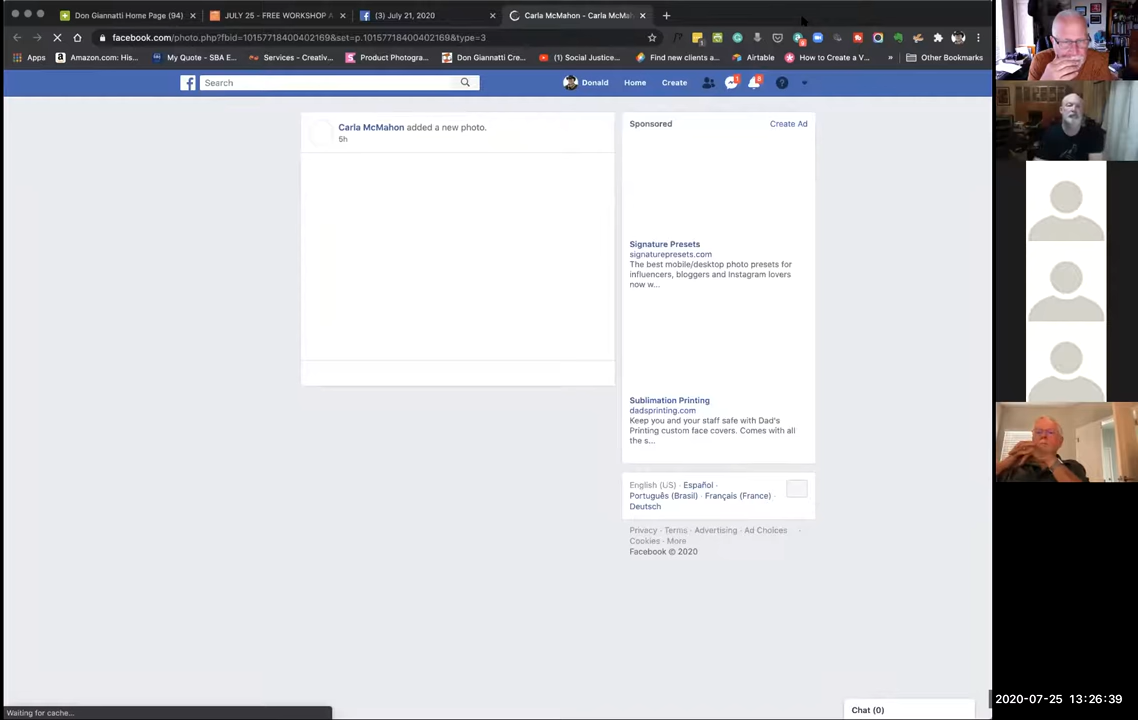 Don Giannatti Home Page (94)
JULY 25 - FREE WORKSHOP A
(3) July 21, 2020
Carla McMahon - Carla McMa
facebook.com/photo.php?fbid=10157718400402169&set=p.10157718400402169&type=3
Apps
Amazon.com: His...
My Quote - SBA E...
Services - Creativ...
Product Photogra...
Don Giannatti Cre...
(1) Social Justice...
Find new clients a...
Airtable
How to Create a V...
»
Other Bookmarks
Search
Donald
Home
Create
1
8
Carla McMahon added a new photo.
5h
Sponsored
Create Ad
Signature Presets
signaturepresets.com
The best mobile/desktop photo presets for
influencers, bloggers and Instagram lovers
now w...
Sublimation Printing
dadsprinting.com
Keep you and your staff safe with Dad's
Printing custom face covers. Comes with all
the s...
English (US) · Español ·
Português (Brasil) · Français (France) ·
Deutsch
Privacy · Terms · Advertising · Ad Choices ·
Cookies · More
Facebook © 2020
Waiting for cache...
Chat (0)
2020-07-25 13:26:39